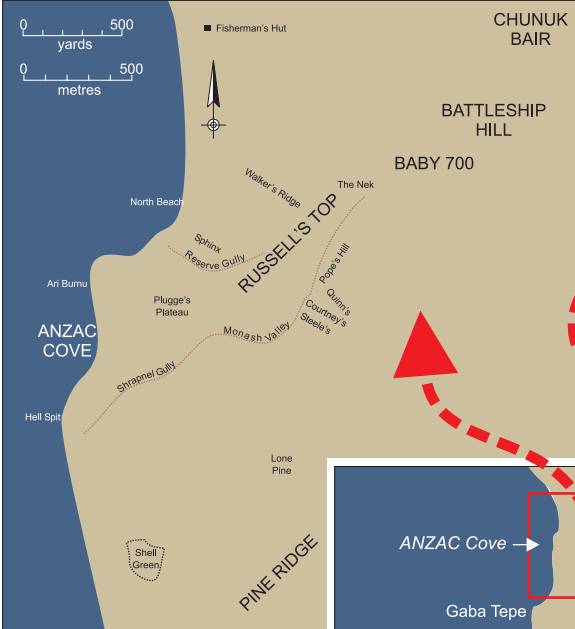 0 500
yards
0 500
metres
Fisherman's Hut
CHUNUK
BAIR
BATTLESHIP
HILL
BABY 700
Walker's Ridge
The Nek
North Beach
RUSSELL'S TOP
Sphinx
Reserve Gully
Pope's Hill
Ari Burnu
Plugge's
Plateau
Quinn's
Courtney's
Steele's
ANZAC
COVE
Monash Valley
Shrapnel Gully
Hell Spit
Lone
Pine
Shell
Green
PINE RIDGE
ANZAC Cove
Gaba Tepe